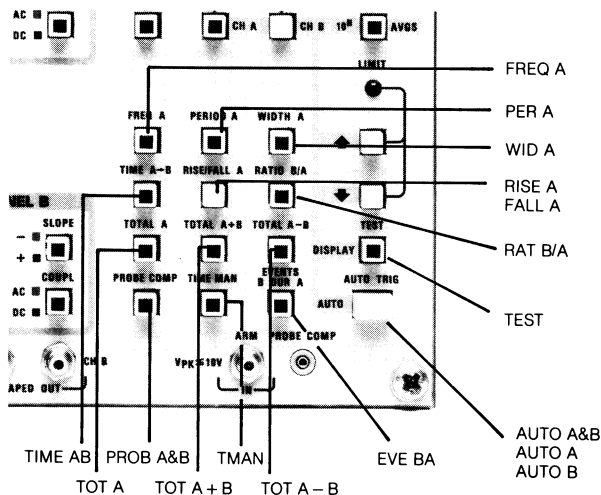 AC
DC
CH A
CH B
10ᴺ
AVGS
LIMIT
FREQ A
FREQ A
PERIOD A
WIDTH A
PER A
WID A
TIME A→B
RISE/FALL A
RATIO B/A
RISE A
FALL A
VEL B
SLOPE
TOTAL A
TOTAL A+B
TOTAL A–B
TEST
RAT B/A
–
+
DISPLAY
COUPL
PROBE COMP
TIME MAN
EVENTS
B DUR A
AUTO TRIG
TEST
AC
DC
AUTO
ARM
PROBE COMP
CH B
VPK≤10V
APED OUT
IN
AUTO A&B
AUTO A
AUTO B
TIME AB
PROB A&B
TMAN
EVE BA
TOT A
TOT A + B
TOT A – B